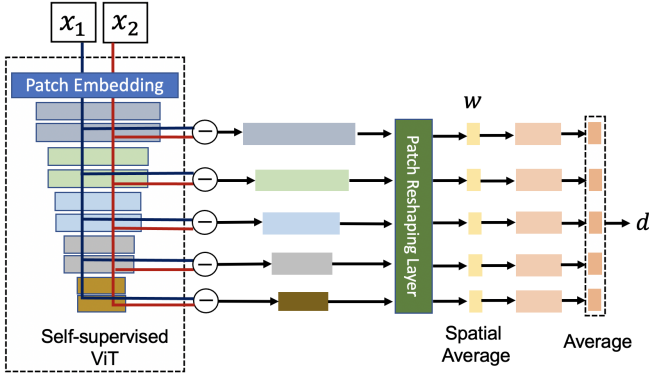 x₁ x₂
Patch Embedding
Self-supervised
ViT
− 
−
−
−
−
Patch Reshaping Layer
w
Spatial
Average
Average
d